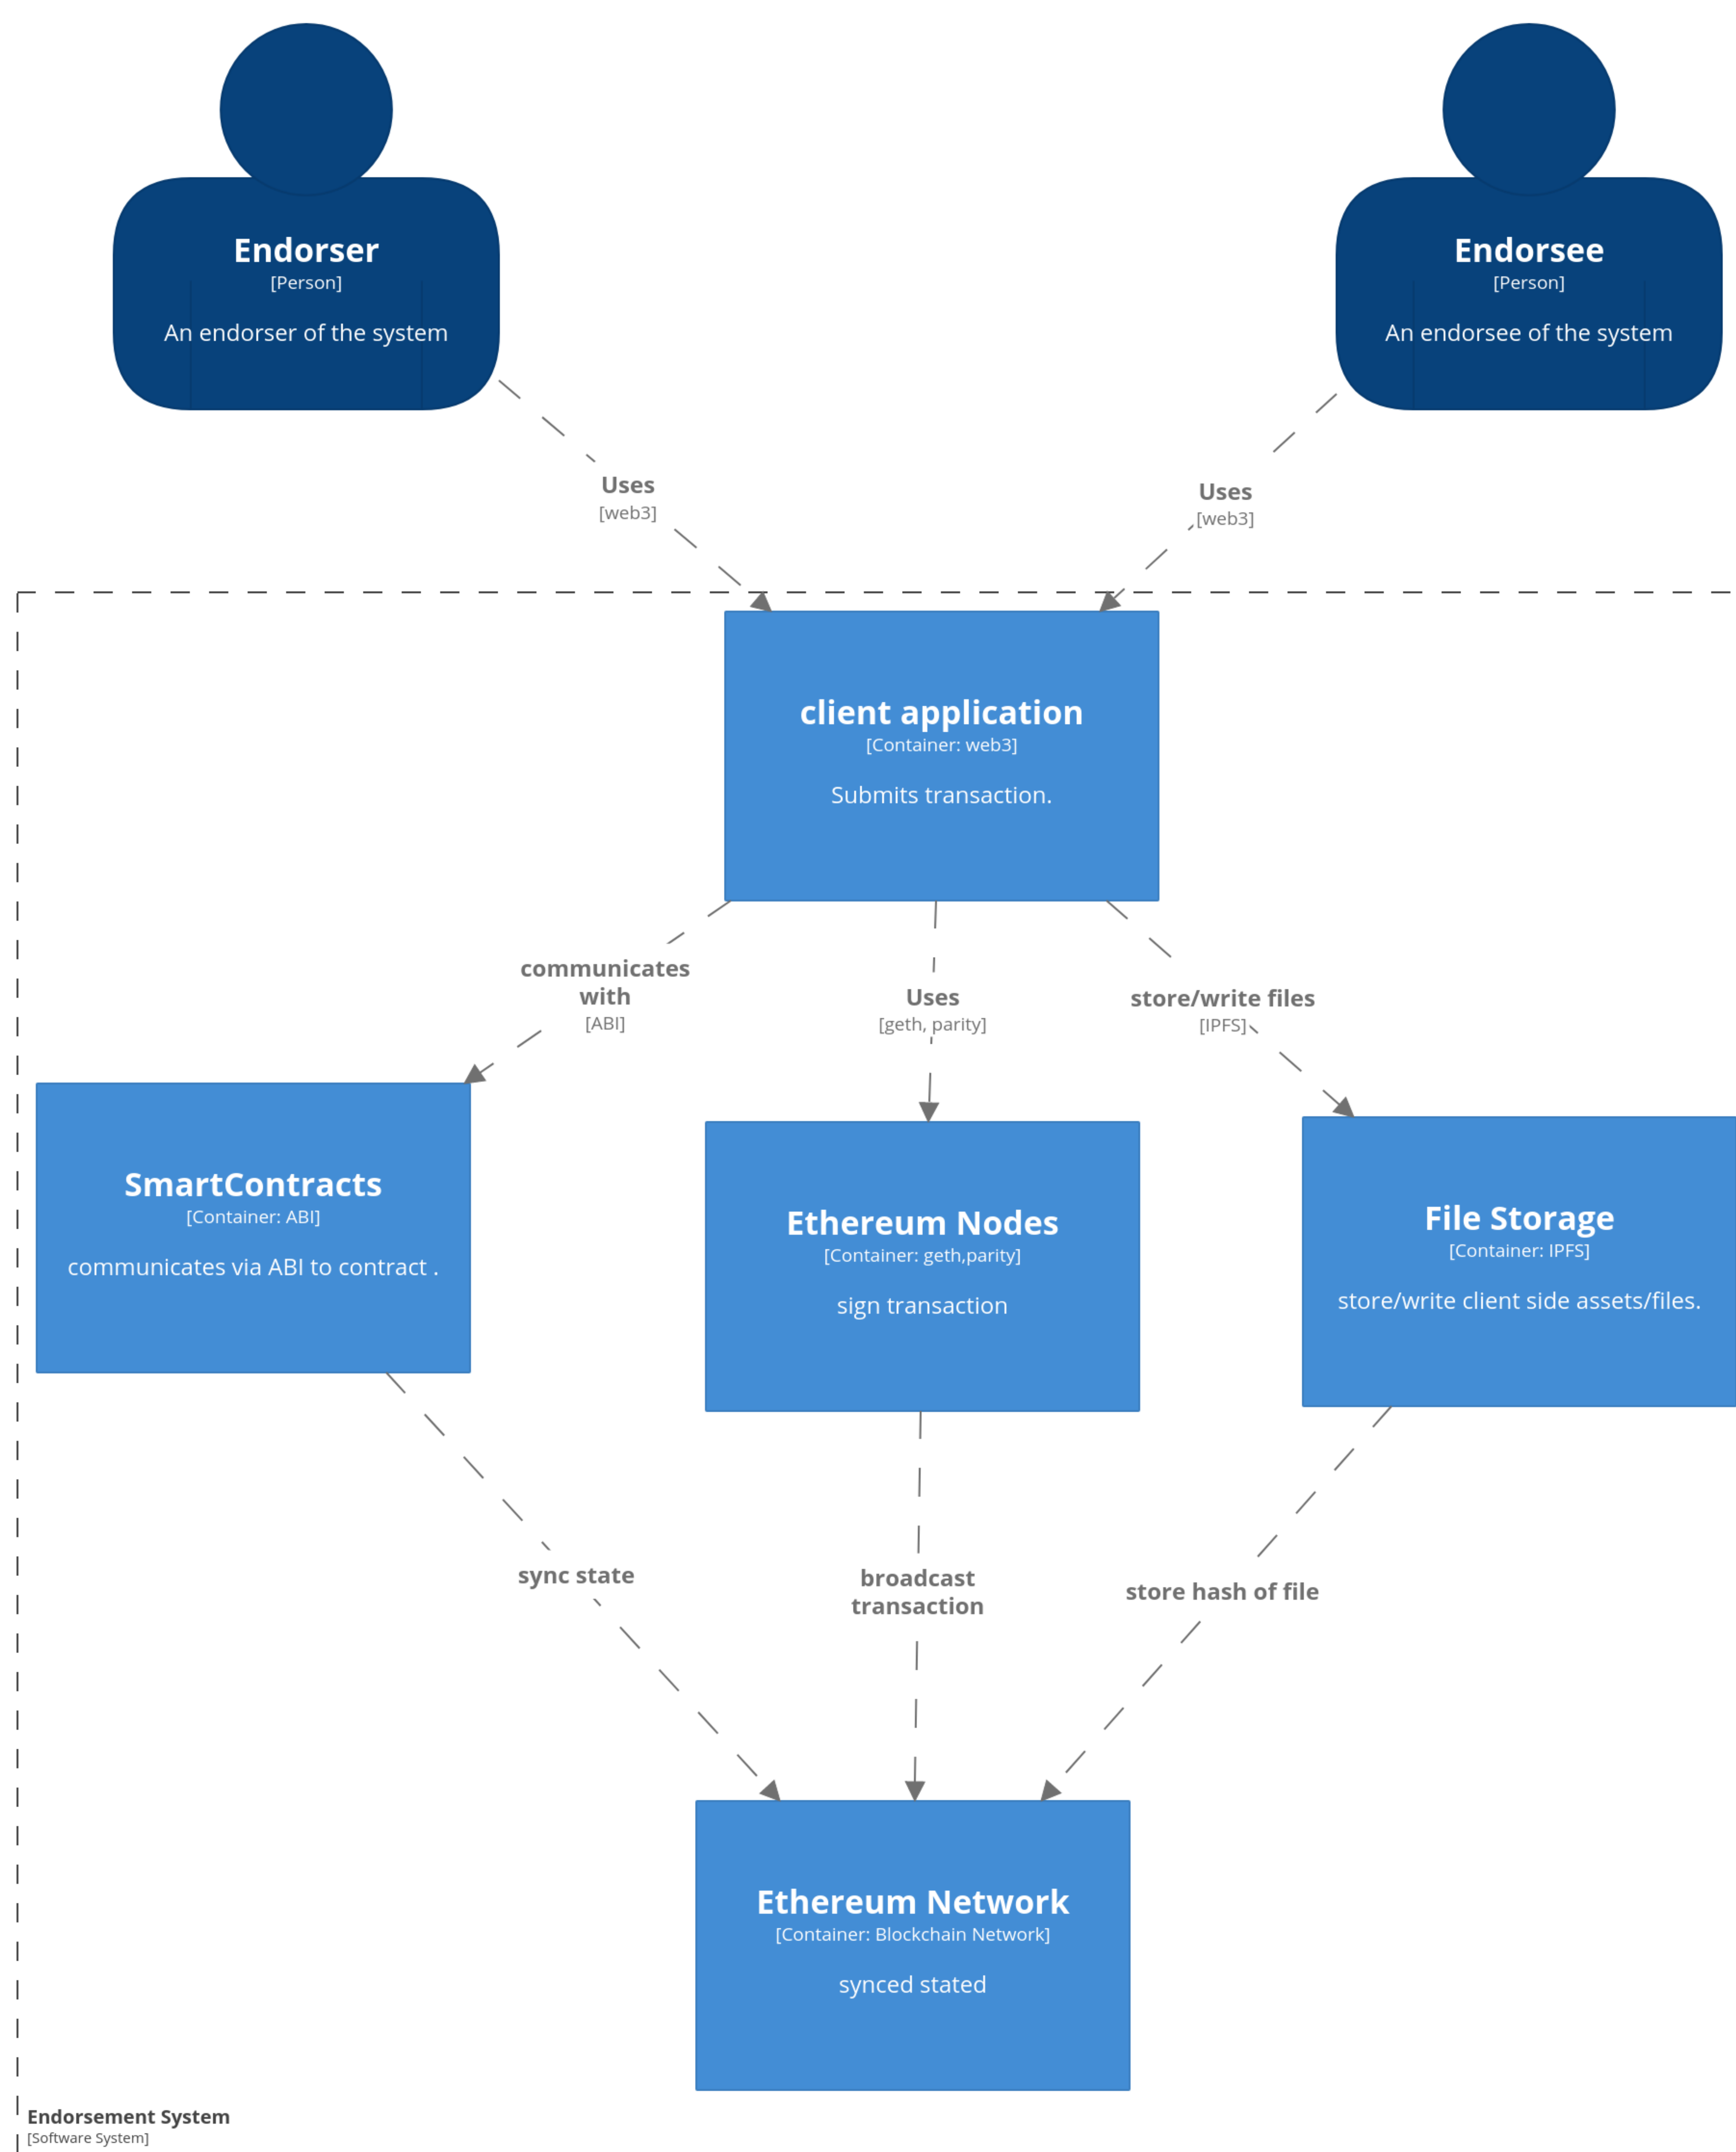 Endorser
[Person]
An endorser of the system
Endorsee
[Person]
An endorsee of the system
Uses
[web3]
Uses
[web3]
client application
[Container: web3]
Submits transaction.
communicates
with
[ABI]
Uses
[geth, parity]
store/write files
[IPFS]
SmartContracts
[Container: ABI]
communicates via ABI to contract .
Ethereum Nodes
[Container: geth,parity]
sign transaction
File Storage
[Container: IPFS]
store/write client side assets/files.
sync state
broadcast
transaction
store hash of file
Ethereum Network
[Container: Blockchain Network]
synced stated
Endorsement System
[Software System]